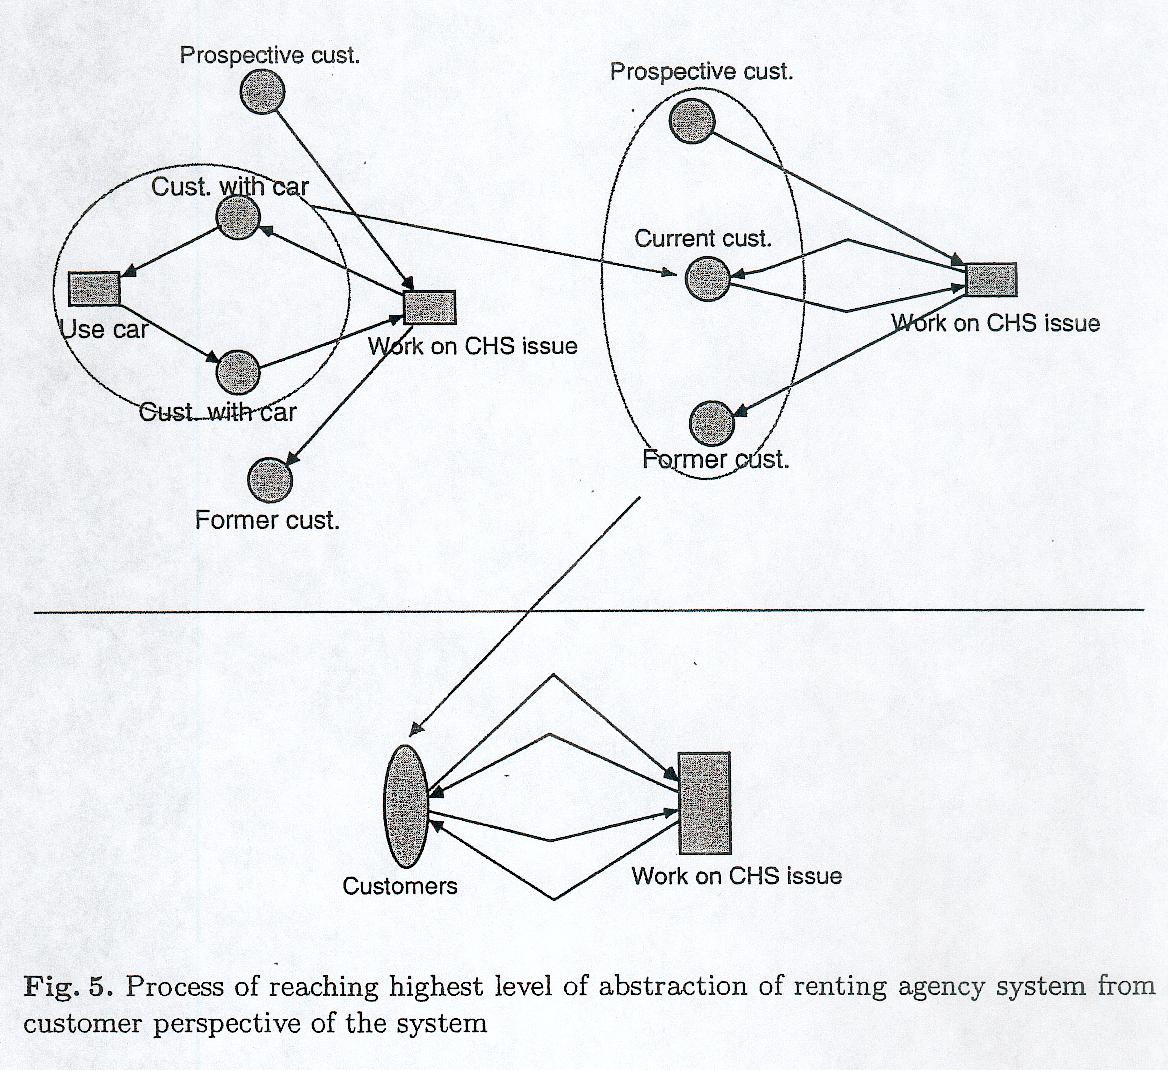 Prospective cust.
Cust. with car
Use car
Work on CHS issue
Cust. with car
Former cust.
Prospective cust.
Current cust.
Work on CHS issue
Former cust.
Customers
Work on CHS issue
Fig. 5. Process of reaching highest level of abstraction of renting agency system from
customer perspective of the system